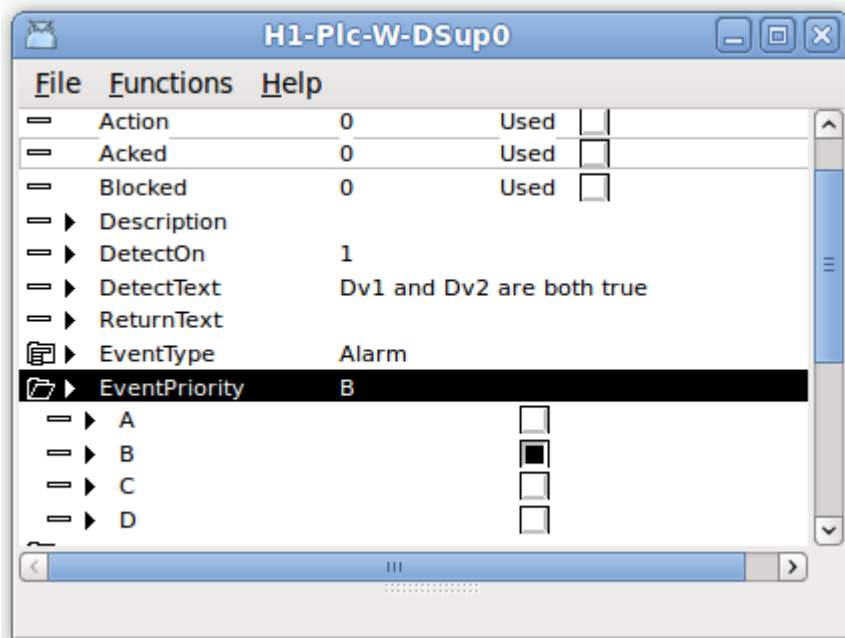 H1-Plc-W-DSup0
File Functions Help
Action 0 Used
Acked 0 Used
Blocked 0 Used
Description
DetectOn 1
DetectText Dv1 and Dv2 are both true
ReturnText
EventType Alarm
EventPriority B
A
B
C
D